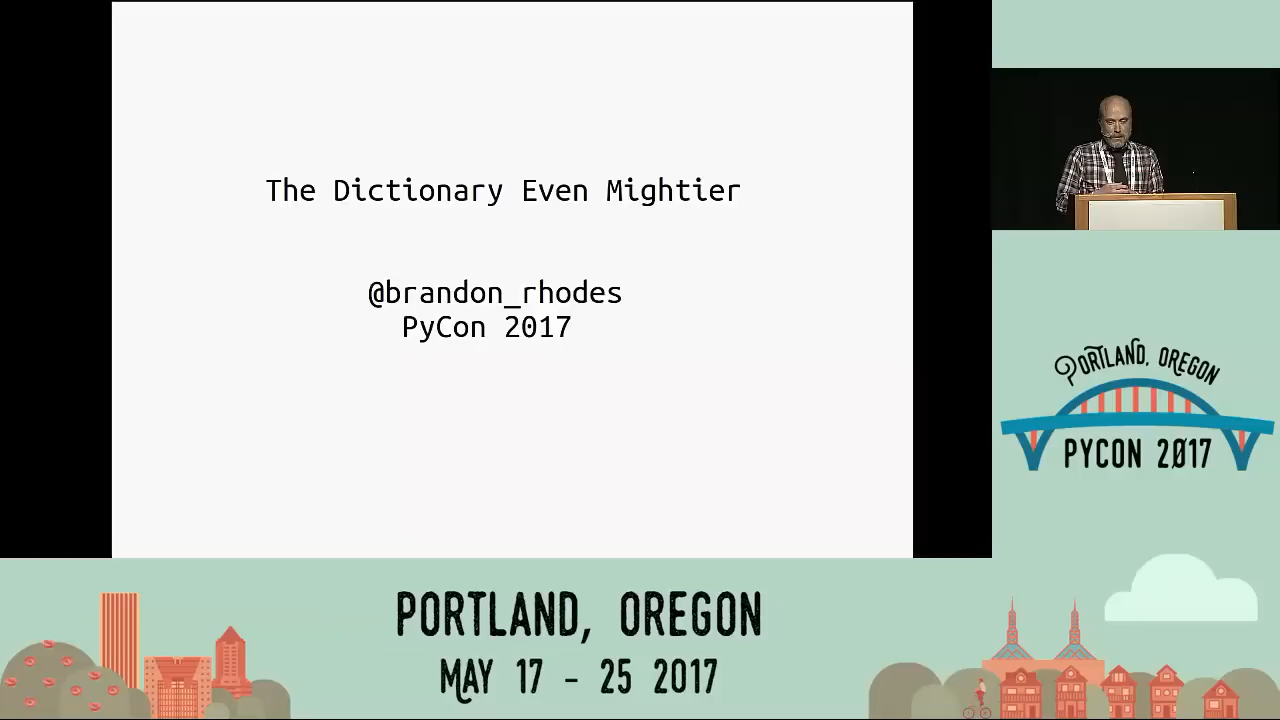 The Dictionary Even Mightier
@brandon_rhodes
PyCon 2017
PORTLAND, OREGON
PYCON 2017
PORTLAND, OREGON
MAY 17 - 25 2017